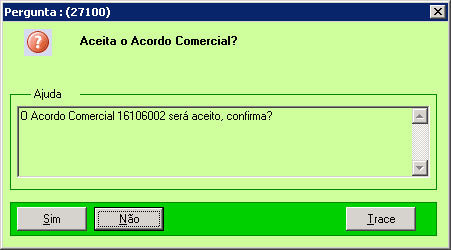 Pergunta : (27100)
Aceita o Acordo Comercial?
Ajuda
O Acordo Comercial 16106002 será aceito, confirma?
Sim Não Trace